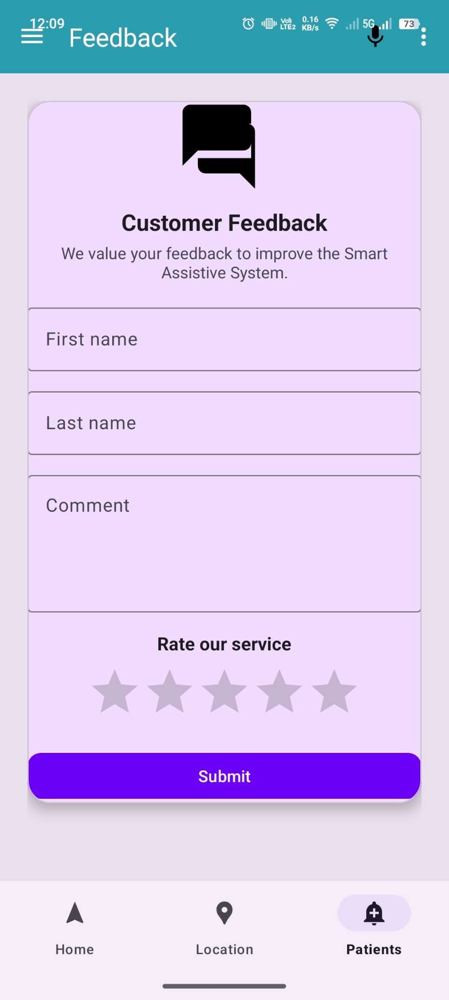 12:09
Vo)) LTE2
0.16 KB/s
5G
73
Feedback
Customer Feedback
We value your feedback to improve the Smart
Assistive System.
First name
Last name
Comment
Rate our service
Submit
Home
Location
Patients